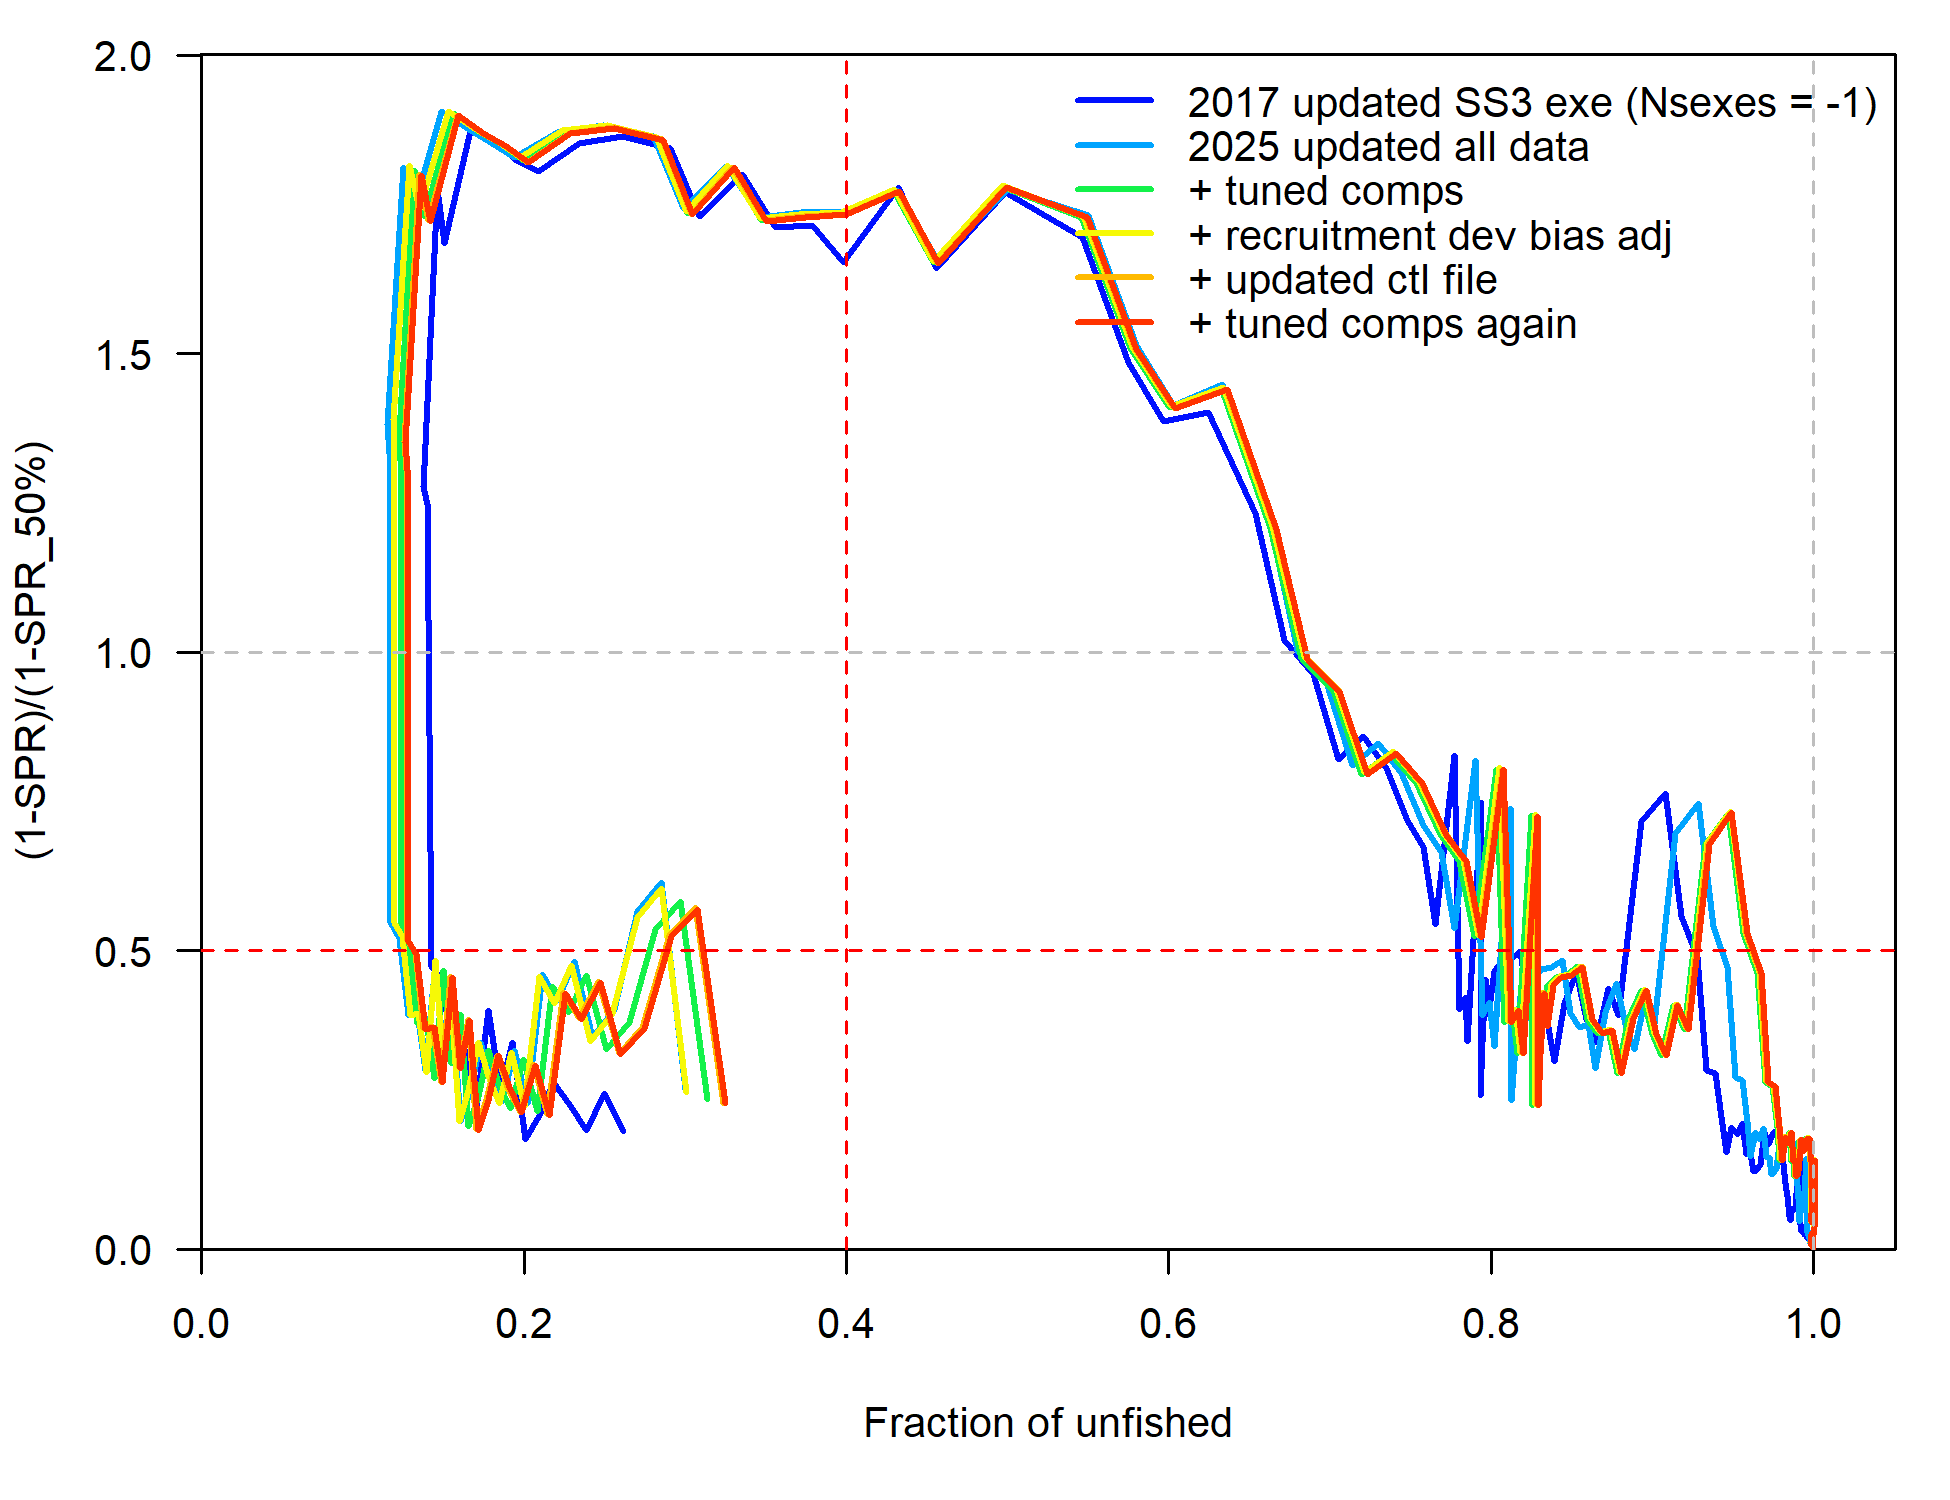 2.0
1.5
1.0
0.5
0.0
(1-SPR)/(1-SPR_50%)
2017 updated SS3 exe (Nsexes = -1)
2025 updated all data
+ tuned comps
+ recruitment dev bias adj
+ updated ctl file
+ tuned comps again
0.0 0.2 0.4 0.6 0.8 1.0
Fraction of unfished